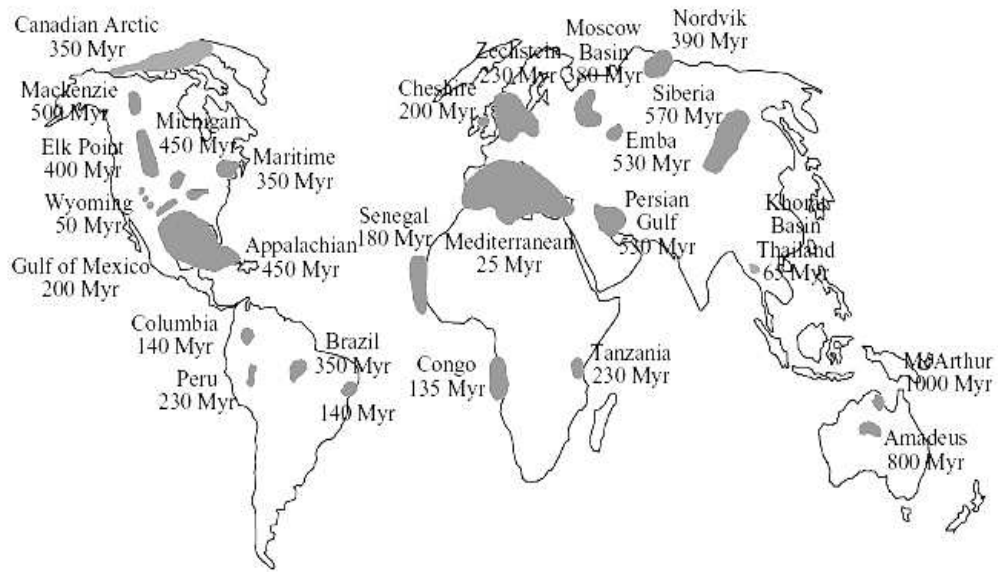 Canadian Arctic
350 Myr
Mackenzie
500 Myr
Michigan
450 Myr
Elk Point
400 Myr
Maritime
350 Myr
Wyoming
50 Myr
Appalachian
450 Myr
Gulf of Mexico
200 Myr
Columbia
140 Myr
Peru
230 Myr
Brazil
350 Myr
140 Myr
Nordvik
390 Myr
Moscow
Basin
380 Myr
Zechstein
230 Myr
Cheshire
200 Myr
Siberia
570 Myr
Emba
530 Myr
Senegal
180 Myr
Mediterranean
25 Myr
Persian
Gulf
530 Myr
Khorat
Basin
Thailand
65 Myr
Congo
135 Myr
Tanzania
230 Myr
McArthur
1000 Myr
Amadeus
800 Myr